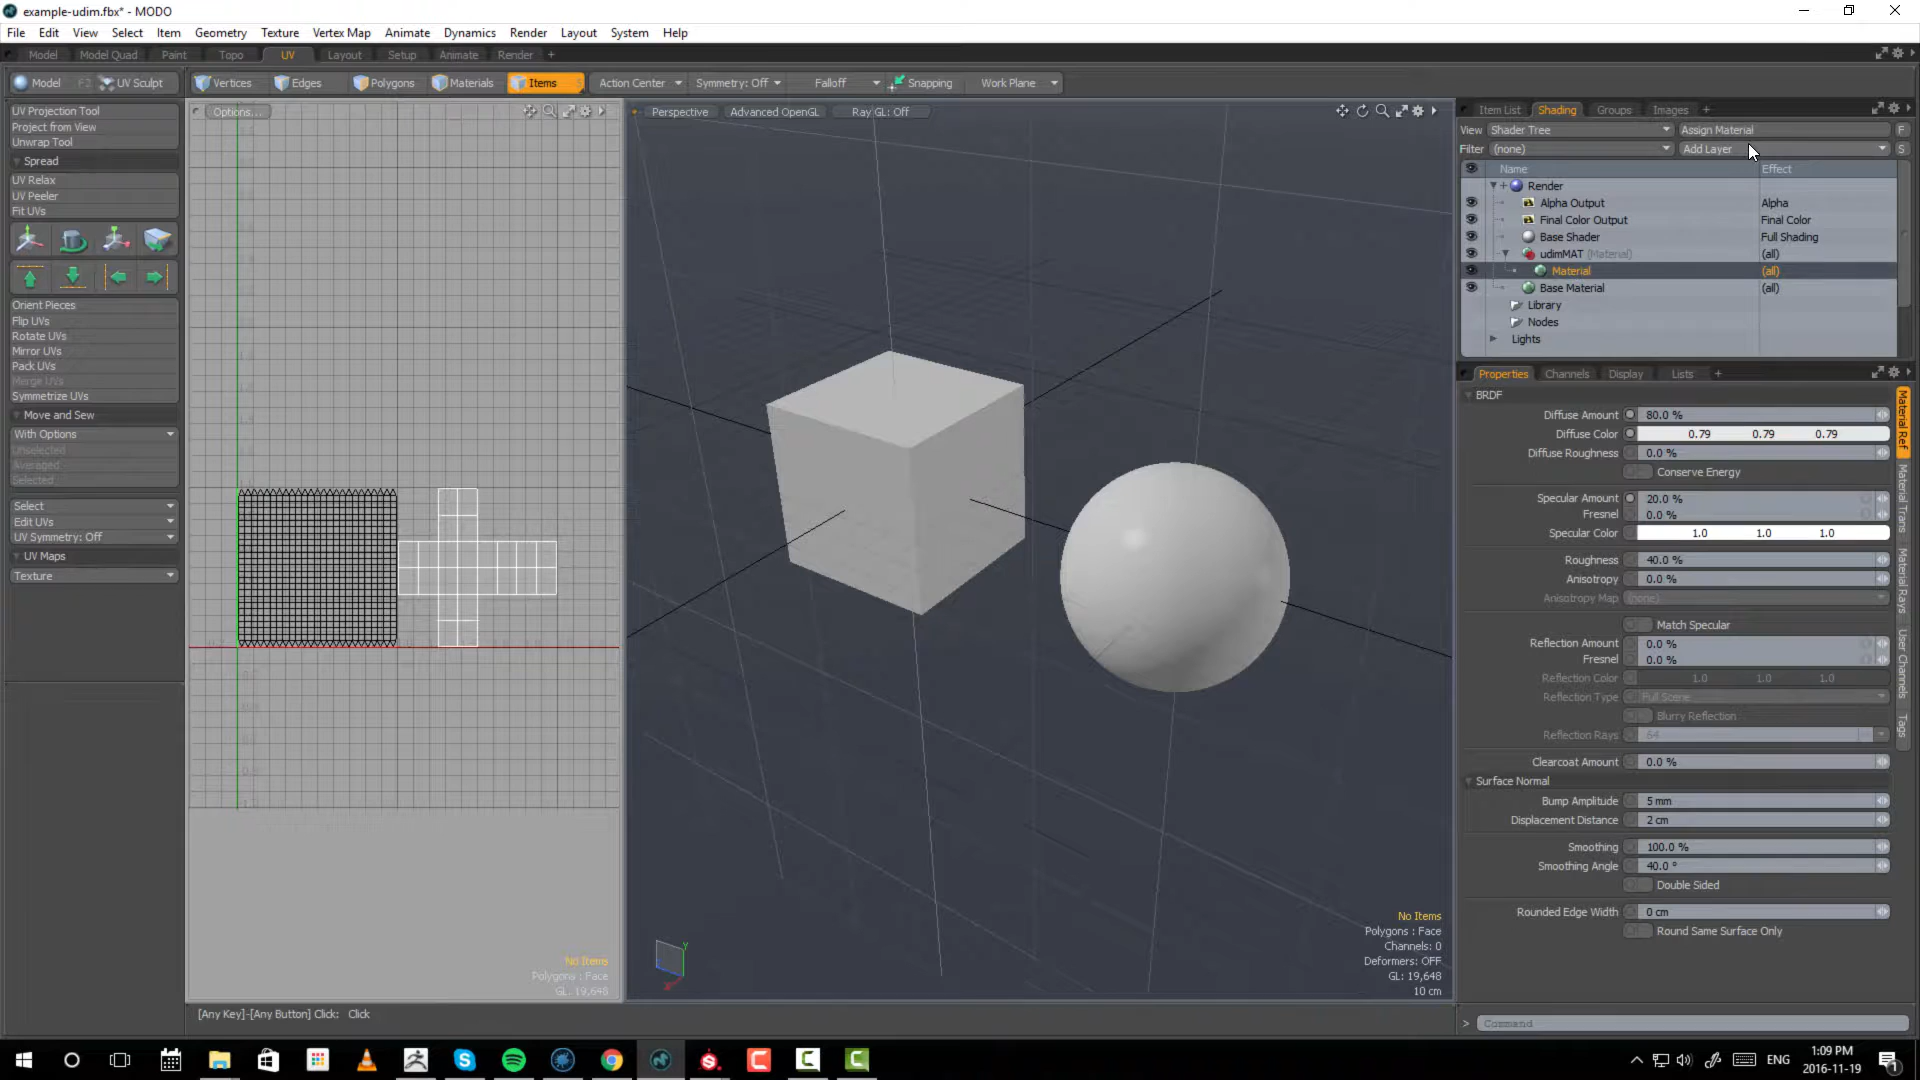 example-udim.fbx* - MODO
File Edit View Select Item Geometry Texture Vertex Map Animate Dynamics Render Layout System Help
Model Model Quad Paint Topo UV Layout Setup Animate Render +
Model F2 UV Sculpt Vertices Edges Polygons Materials Items Action Center Symmetry: Off Falloff Snapping Work Plane
UV Projection Tool
Project from View
Unwrap Tool
Spread
UV Relax
UV Peeler
Fit UVs
Orient Pieces
Flip UVs
Rotate UVs
Mirror UVs
Pack UVs
Merge UVs
Symmetrize UVs
Move and Sew
With Options
Unselected
Averaged
Selected
Select
Edit UVs
UV Symmetry: Off
UV Maps
Texture
Options...
No Items
Polygons : Face
GL: 19,648
Perspective Advanced OpenGL Ray GL: Off
Y
X
No Items
Polygons : Face
Channels: 0
Deformers: OFF
GL: 19,648
10 cm
[Any Key]-[Any Button] Click: Click
Item List Shading Groups Images +
View Shader Tree Assign Material F
Filter (none) Add Layer S
Name Effect
Render
Alpha Output Alpha
Final Color Output Final Color
Base Shader Full Shading
udimMAT (Material) (all)
Material (all)
Base Material (all)
Library
Nodes
Lights
Properties Channels Display Lists +
BRDF
Diffuse Amount 80.0 %
Diffuse Color 0.79 0.79 0.79
Diffuse Roughness 0.0 %
Conserve Energy
Specular Amount 20.0 %
Fresnel 0.0 %
Specular Color 1.0 1.0 1.0
Roughness 40.0 %
Anisotropy 0.0 %
Anisotropy Map (none)
Match Specular
Reflection Amount 0.0 %
Fresnel 0.0 %
Reflection Color 1.0 1.0 1.0
Reflection Type Full Scene
Blurry Reflection
Reflection Rays 64
Clearcoat Amount 0.0 %
Surface Normal
Bump Amplitude 5 mm
Displacement Distance 2 cm
Smoothing 100.0 %
Smoothing Angle 40.0 °
Double Sided
Rounded Edge Width 0 cm
Round Same Surface Only
Material Ref
Material Trans
Material Rays
User Channels
Tags
> Command
ENG
1:09 PM
2016-11-19
1